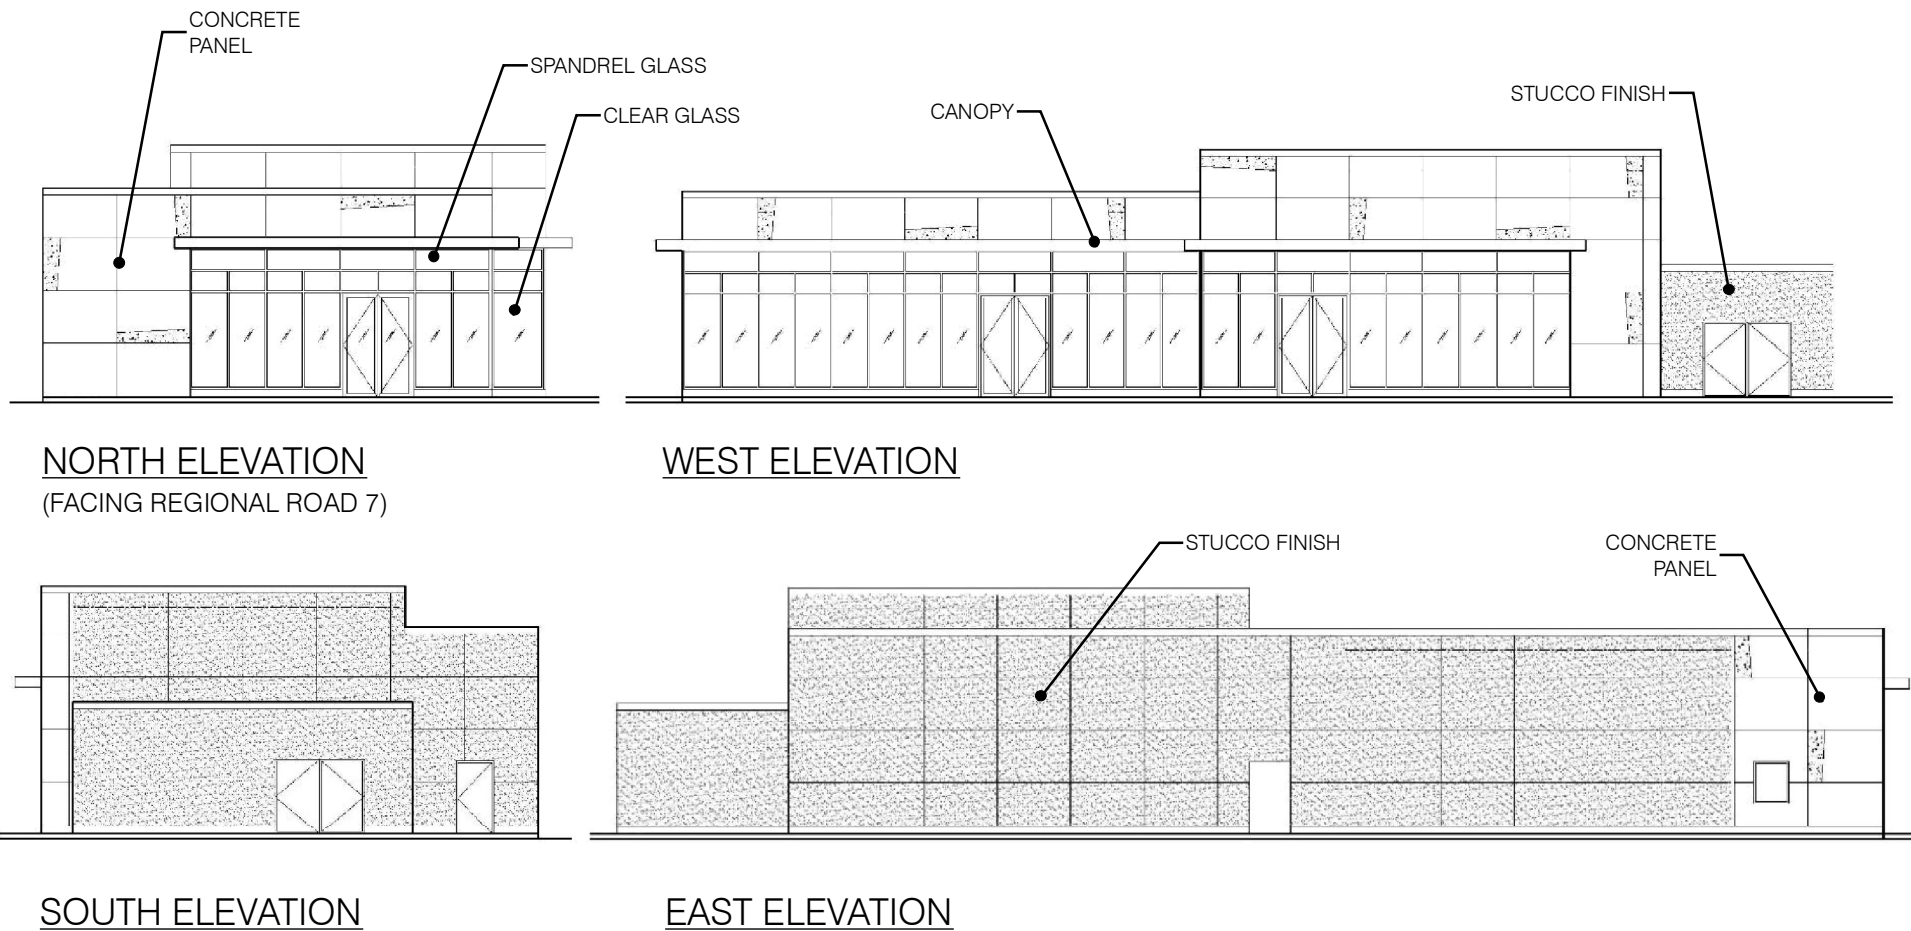 CONCRETE
PANEL
SPANDREL GLASS
CLEAR GLASS
CANOPY
STUCCO FINISH
NORTH ELEVATION
(FACING REGIONAL ROAD 7)
WEST ELEVATION
STUCCO FINISH
CONCRETE
PANEL
SOUTH ELEVATION
EAST ELEVATION